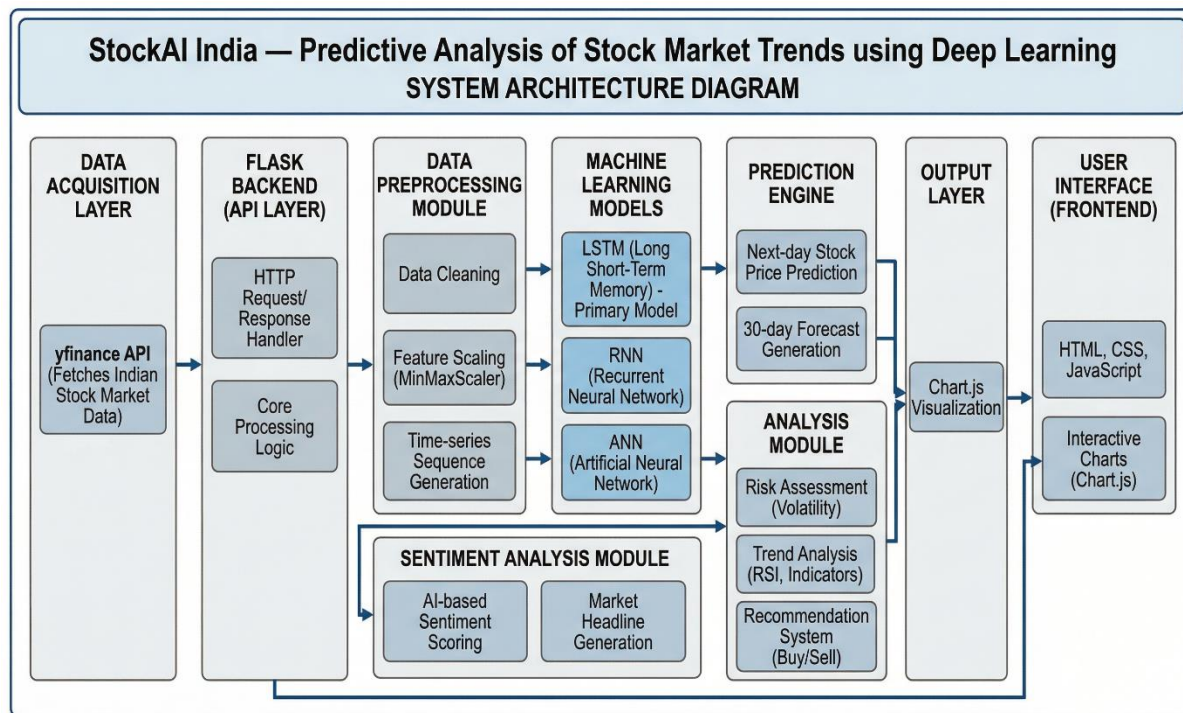 StockAI India — Predictive Analysis of Stock Market Trends using Deep Learning
SYSTEM ARCHITECTURE DIAGRAM
DATA
ACQUISITION
LAYER
yfinance API
(Fetches Indian
Stock Market
Data)
FLASK
BACKEND
(API LAYER)
HTTP
Request/
Response
Handler
Core
Processing
Logic
DATA
PREPROCESSING
MODULE
Data Cleaning
Feature Scaling
(MinMaxScaler)
Time-series
Sequence
Generation
MACHINE
LEARNING
MODELS
LSTM (Long
Short-Term
Memory) -
Primary Model
RNN
(Recurrent
Neural Network)
ANN
(Artificial Neural
Network)
SENTIMENT ANALYSIS MODULE
AI-based
Sentiment
Scoring
Market
Headline
Generation
PREDICTION
ENGINE
Next-day Stock
Price Prediction
30-day Forecast
Generation
ANALYSIS
MODULE
Risk Assessment
(Volatility)
Trend Analysis
(RSI, Indicators)
Recommendation
System
(Buy/Sell)
OUTPUT
LAYER
Chart.js
Visualization
USER
INTERFACE
(FRONTEND)
HTML, CSS,
JavaScript
Interactive
Charts
(Chart.js)